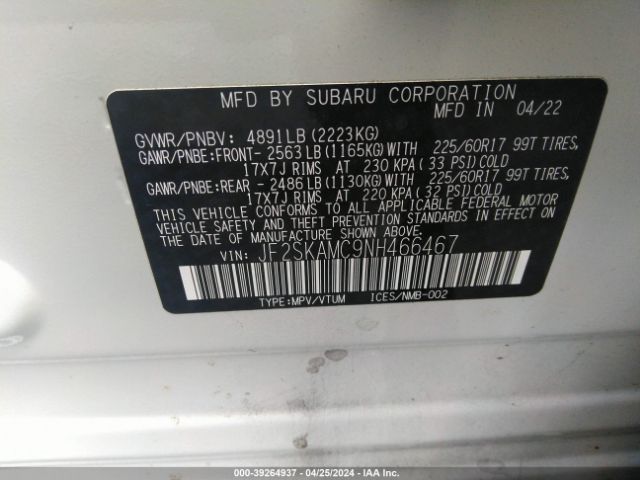 MFD BY SUBARU CORPORATION
MFD IN 04/22
GVWR/PNBV: 4891LB(2223KG)
GAWR/PNBE:FRONT-2563LB(1165KG)WITH 225/60R17 99T TIRES,
17X7J RIMS AT 230 KPA(33 PSI)COLD
GAWR/PNBE:REAR -2486LB(1130KG)WITH 225/60R17 99T TIRES,
17X7J RIMS AT 220 KPA(32 PSI)COLD
THIS VEHICLE CONFORMS TO ALL APPLICABLE FEDERAL MOTOR
VEHICLE SAFETY AND THEFT PREVENTION STANDARDS IN EFFECT
ON THE DATE OF MANUFACTURE SHOWN ABOVE.
VIN: JF2SKAMC9NH466467
TYPE:MPV/VTUM ICES/NMB-002
000-39264937 - 04/25/2024 - IAA Inc.